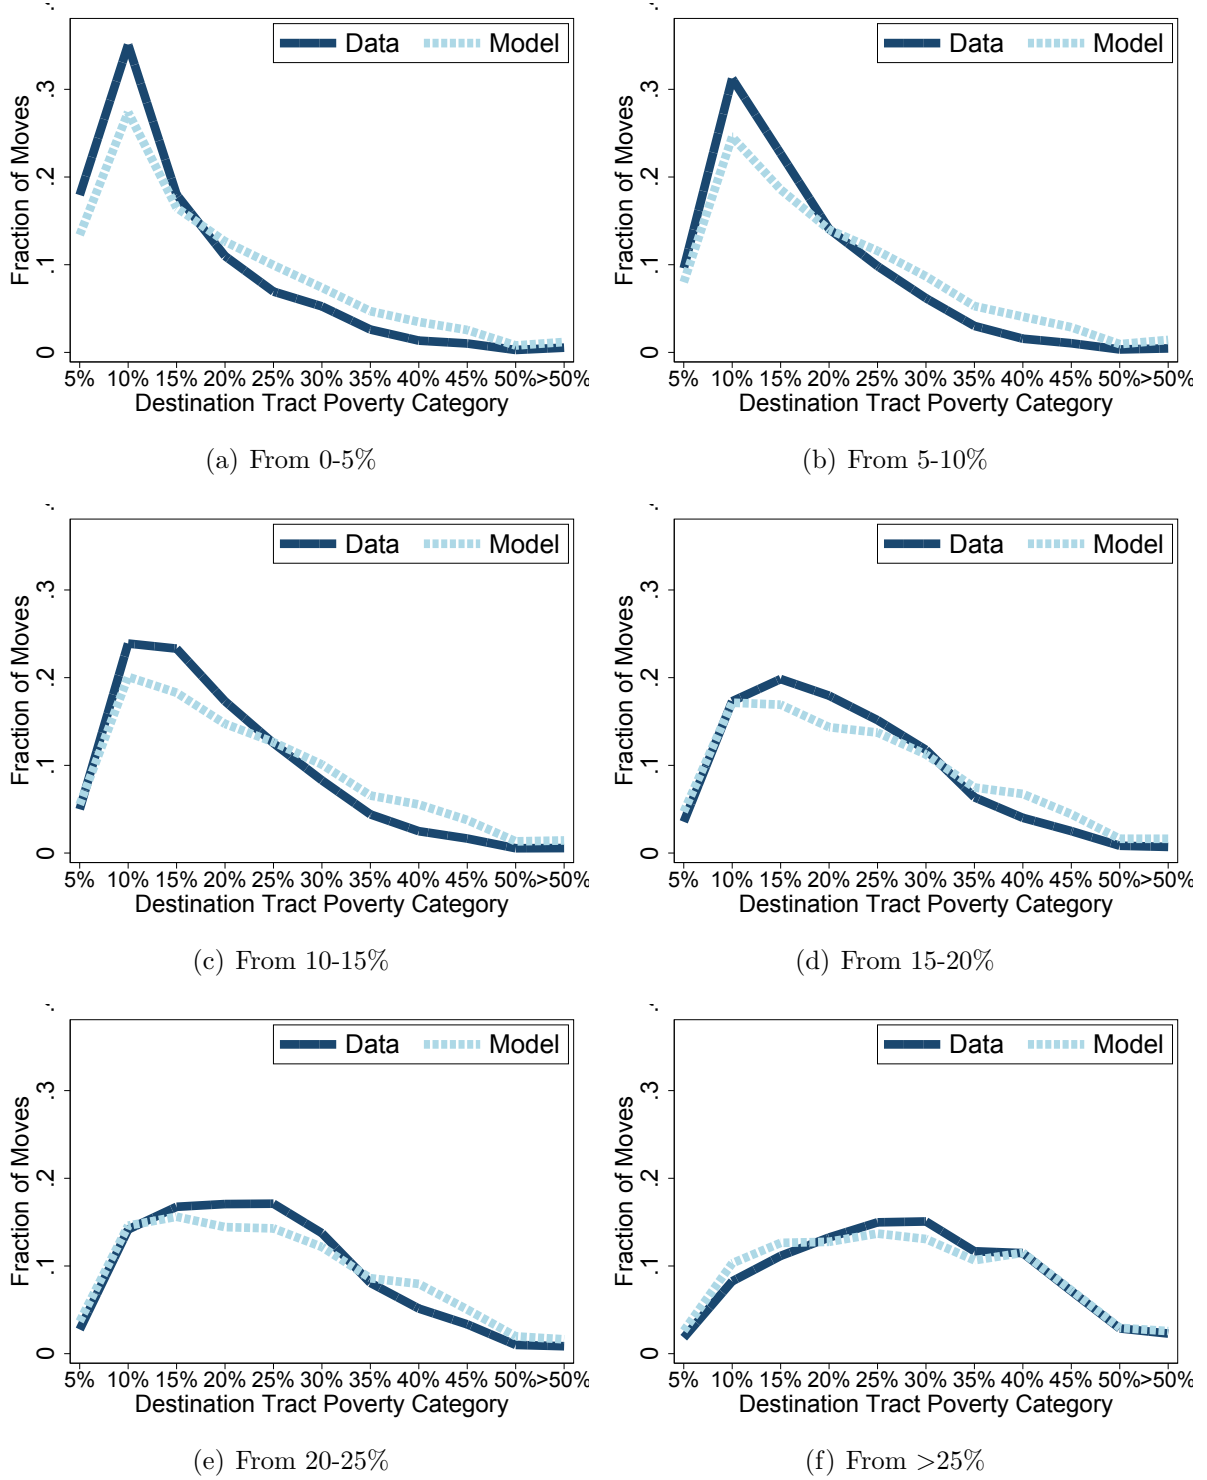 Data Model
Fraction of Moves
.3
.2
.1
0
5% 10% 15% 20% 25% 30% 35% 40% 45% 50% >50%
Destination Tract Poverty Category
(a) From 0-5%
Data Model
Fraction of Moves
.3
.2
.1
0
5% 10% 15% 20% 25% 30% 35% 40% 45% 50% >50%
Destination Tract Poverty Category
(b) From 5-10%
Data Model
Fraction of Moves
.3
.2
.1
0
5% 10% 15% 20% 25% 30% 35% 40% 45% 50% >50%
Destination Tract Poverty Category
(c) From 10-15%
Data Model
Fraction of Moves
.3
.2
.1
0
5% 10% 15% 20% 25% 30% 35% 40% 45% 50% >50%
Destination Tract Poverty Category
(d) From 15-20%
Data Model
Fraction of Moves
.3
.2
.1
0
5% 10% 15% 20% 25% 30% 35% 40% 45% 50% >50%
Destination Tract Poverty Category
(e) From 20-25%
Data Model
Fraction of Moves
.3
.2
.1
0
5% 10% 15% 20% 25% 30% 35% 40% 45% 50% >50%
Destination Tract Poverty Category
(f) From >25%